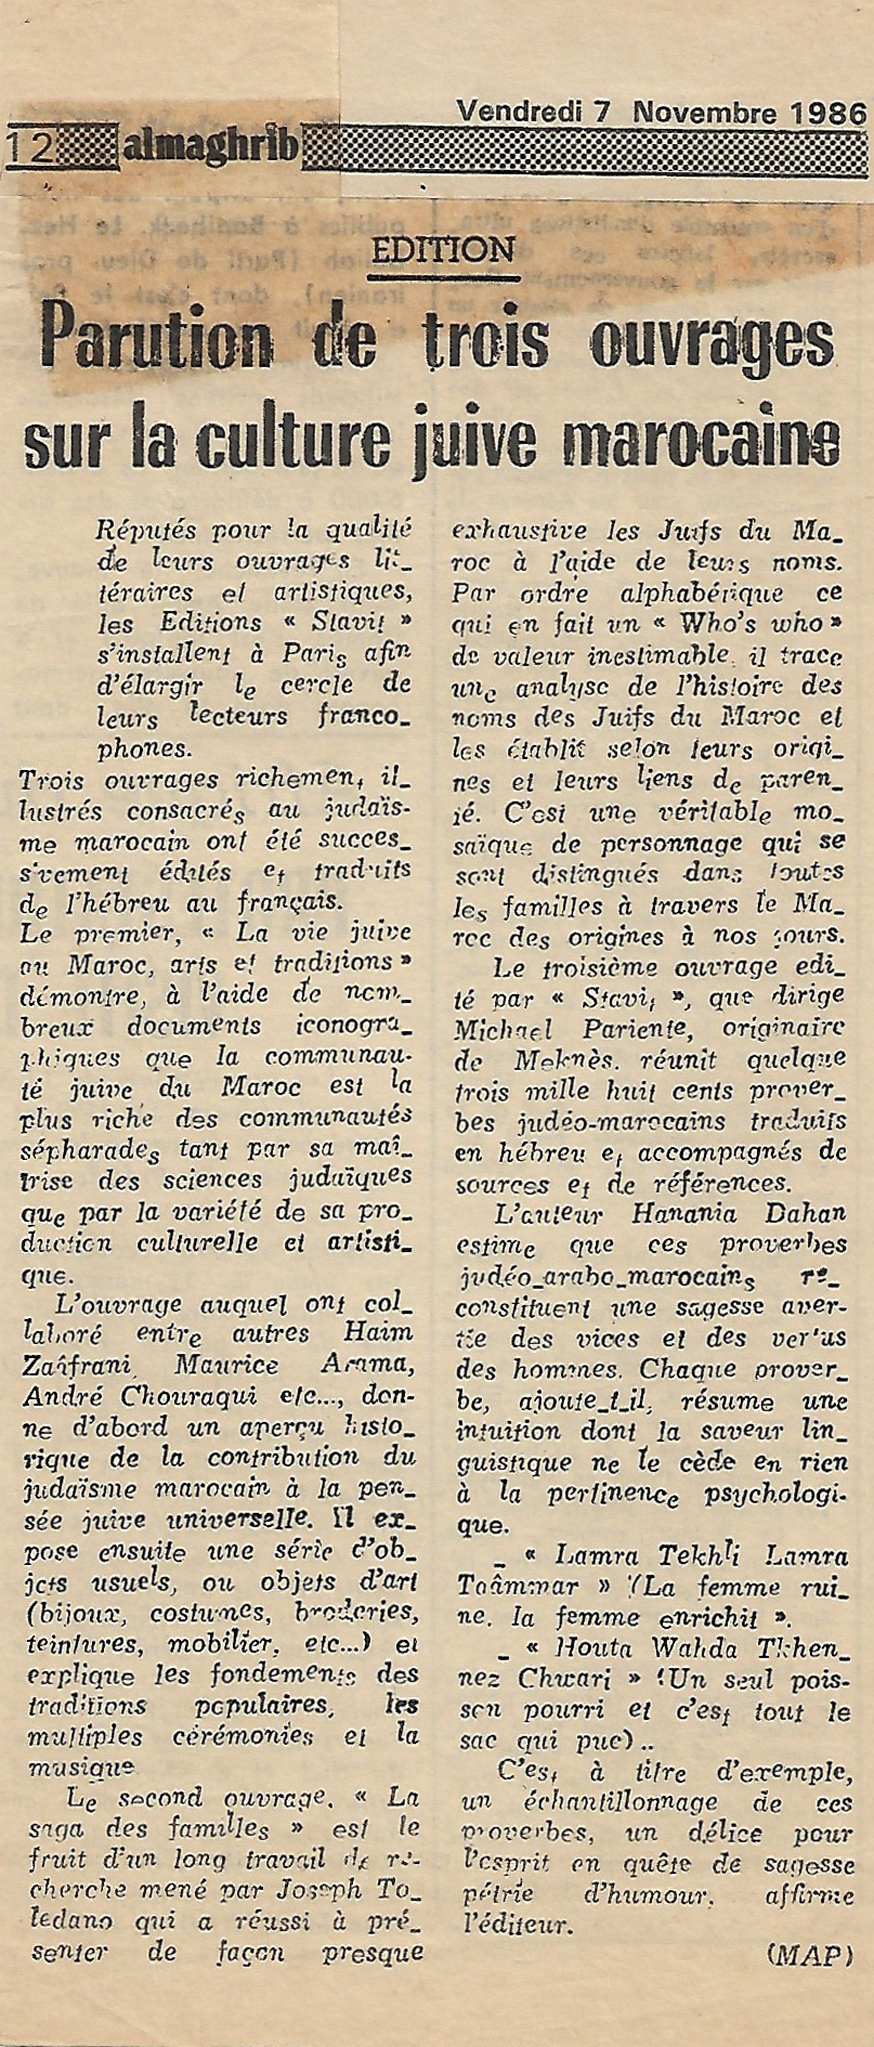 Vendredi 7 Novembre 1986
12 almaghrib
EDITION
Parution de trois ouvrages
sur la culture juive marocaine
Réputés pour la qualité
de leurs ouvrages lit_
téraires et artistiques,
les Editions « Stavit »
s'installent à Paris afin
d'élargir le cercle de
leurs lecteurs franco_
phones.
Trois ouvrages richement il_
lustrés consacrés au judaïs-
me marocain ont été succes_
sivement édités et traduits
de l'hébreu au français.
Le premier, « La vie juive
au Maroc, arts et traditions »
démontre, à l'aide de nom_
breux documents iconogra_
phiques que la communau-
té juive du Maroc est la
plus riche des communautés
sépharades tant par sa maî_
trise des sciences judaïques
que par la variété de sa pro_
duction culturelle et artisti_
que.
L'ouvrage auquel ont col_
laboré entre autres Haim
Zaîfrani, Maurice Arama,
André Chouraqui etc..., don-
ne d'abord un aperçu histo_
rique de la contribution du
judaïsme marocain à la pen_
sée juive universelle. Il ex_
pose ensuite une série d'ob_
jets usuels, ou objets d'art
(bijoux, costumes, broderies,
teintures, mobilier, etc...) et
explique les fondements des
traditions populaires, les
multiples cérémonies et la
musique
Le second ouvrage, « La
saga des familles » est le
fruit d'un long travail de re-
cherche mené par Joseph To_
ledano qui a réussi à pré_
senter de façon presque
exhaustive les Juifs du Ma_
roc à l'aide de leurs noms.
Par ordre alphabétique ce
qui en fait un « Who's who »
de valeur inestimable, il trace
une analyse de l'histoire des
noms des Juifs du Maroc et
les établit selon leurs origi_
nes et leurs liens de paren_
té. C'est une véritable mo_
saïque de personnage qui se
sont distingués dans toutes
les familles à travers le Ma_
roc des origines à nos jours.
Le troisième ouvrage edi_
té par « Stavit », que dirige
Michael Pariente, originaire
de Meknès, réunit quelque
trois mille huit cents prover_
bes judéo-marocains traduits
en hébreu et accompagnés de
sources et de références.
L'auteur Hanania Dahan
estime que ces proverbes
judéo_arabo_marocains re_
constituent une sagesse aver-
tie des vices et des vertus
des hommes. Chaque prover_
be, ajoute_t_il, résume une
intuition dont la saveur lin_
guistique ne le cède en rien
à la pertinence psychologi-
que.
_ « Lamra Tekhli Lamra
Taâmmar » (La femme rui_
ne, la femme enrichit ».
_ « Houta Wahda Tkhen_
nez Chwari » (Un seul pois-
son pourri et c'est tout le
sac qui pue)..
C'est à titre d'exemple,
un échantillonnage de ces
proverbes, un délice pour
l'esprit en quête de sagesse
pétrie d'humour, affirme
l'éditeur.
(MAP)